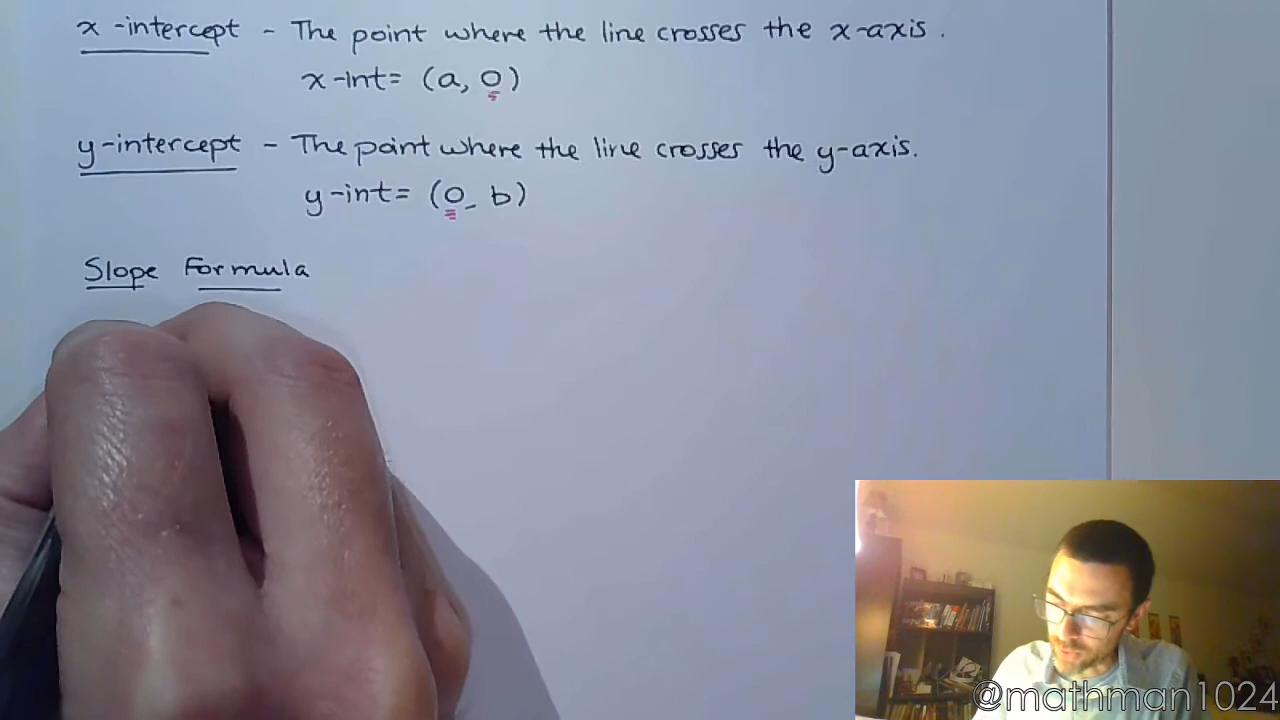 x-intercept - The point where the line crosses the x-axis.
x-int= (a, 0)
y-intercept - The point where the line crosses the y-axis.
y-int= (0, b)
Slope Formula
@mathman1024